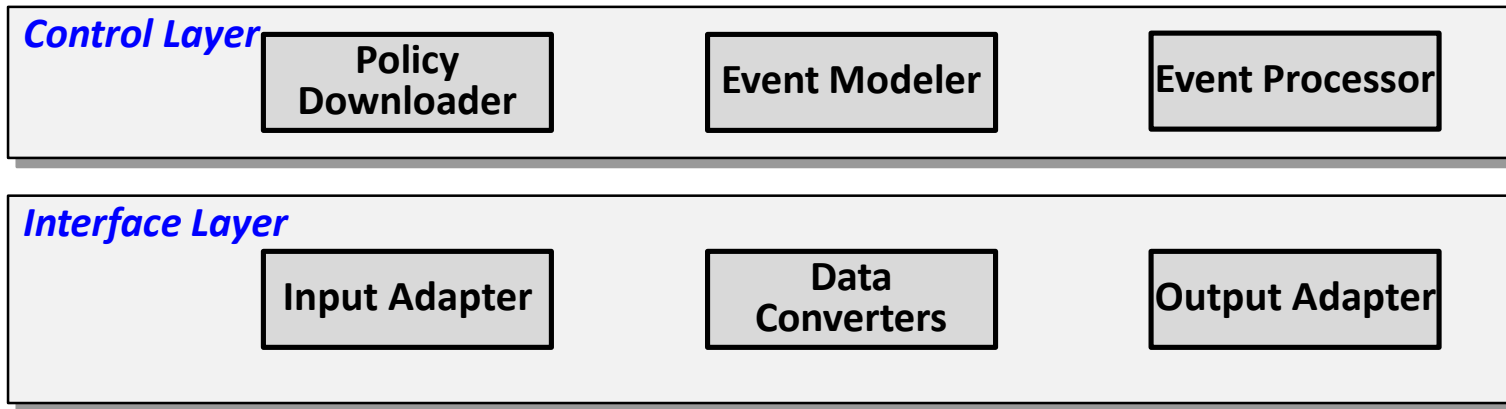 Control Layer
Policy
Downloader
Event Modeler
Event Processor
Interface Layer
Input Adapter
Data
Converters
Output Adapter